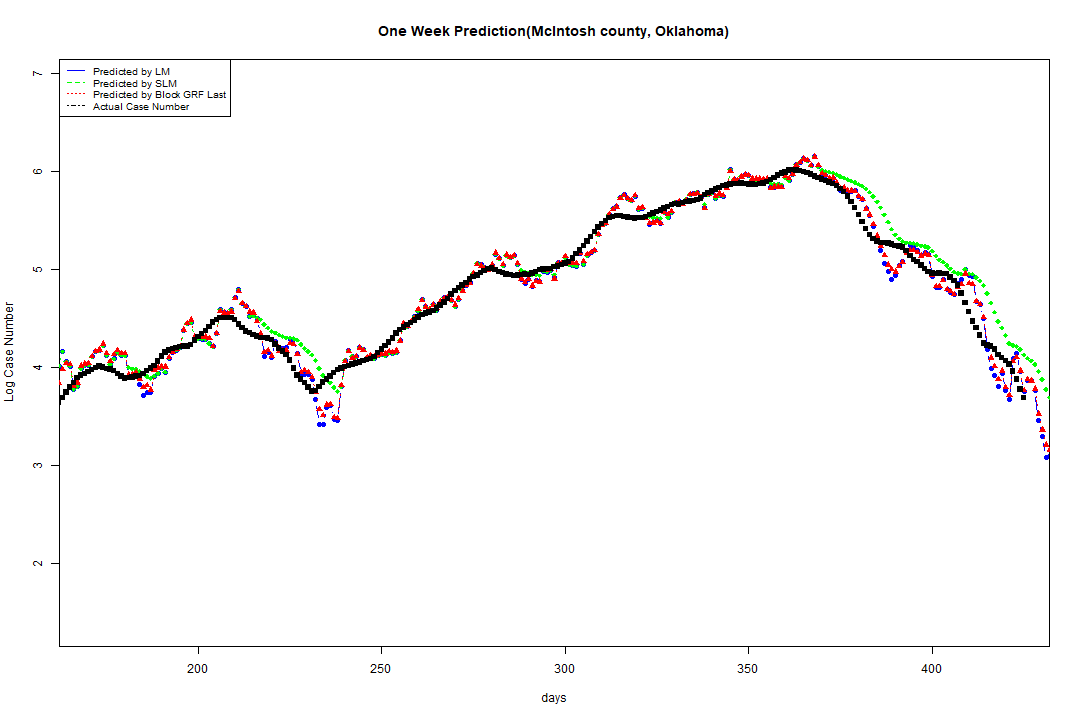 One Week Prediction(McIntosh county, Oklahoma)
Predicted by LM
Predicted by SLM
Predicted by Block GRF Last
Actual Case Number
7
6
5
4
3
2
Log Case Number
200
250
300
350
400
days